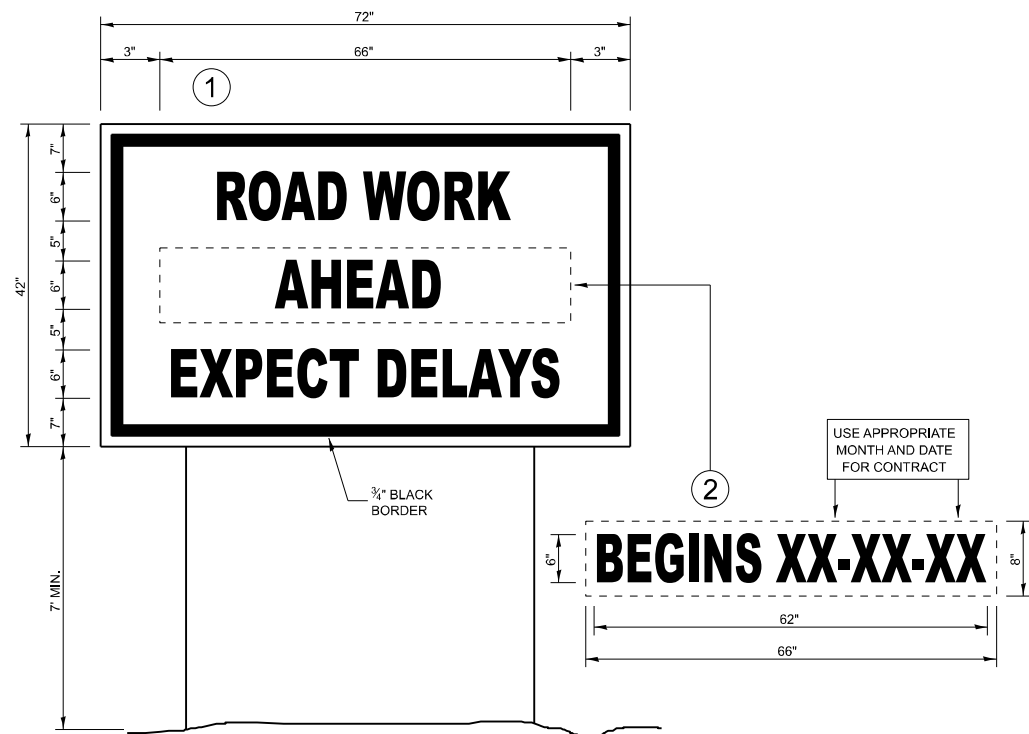 72"
3" 66" 3"
1
42"
7"
6"
5"
6"
5"
6"
7"
ROAD WORK
AHEAD
EXPECT DELAYS
¾" BLACK
BORDER
7' MIN.
2
USE APPROPRIATE
MONTH AND DATE
FOR CONTRACT
6"
BEGINS XX-XX-XX
8"
62"
66"